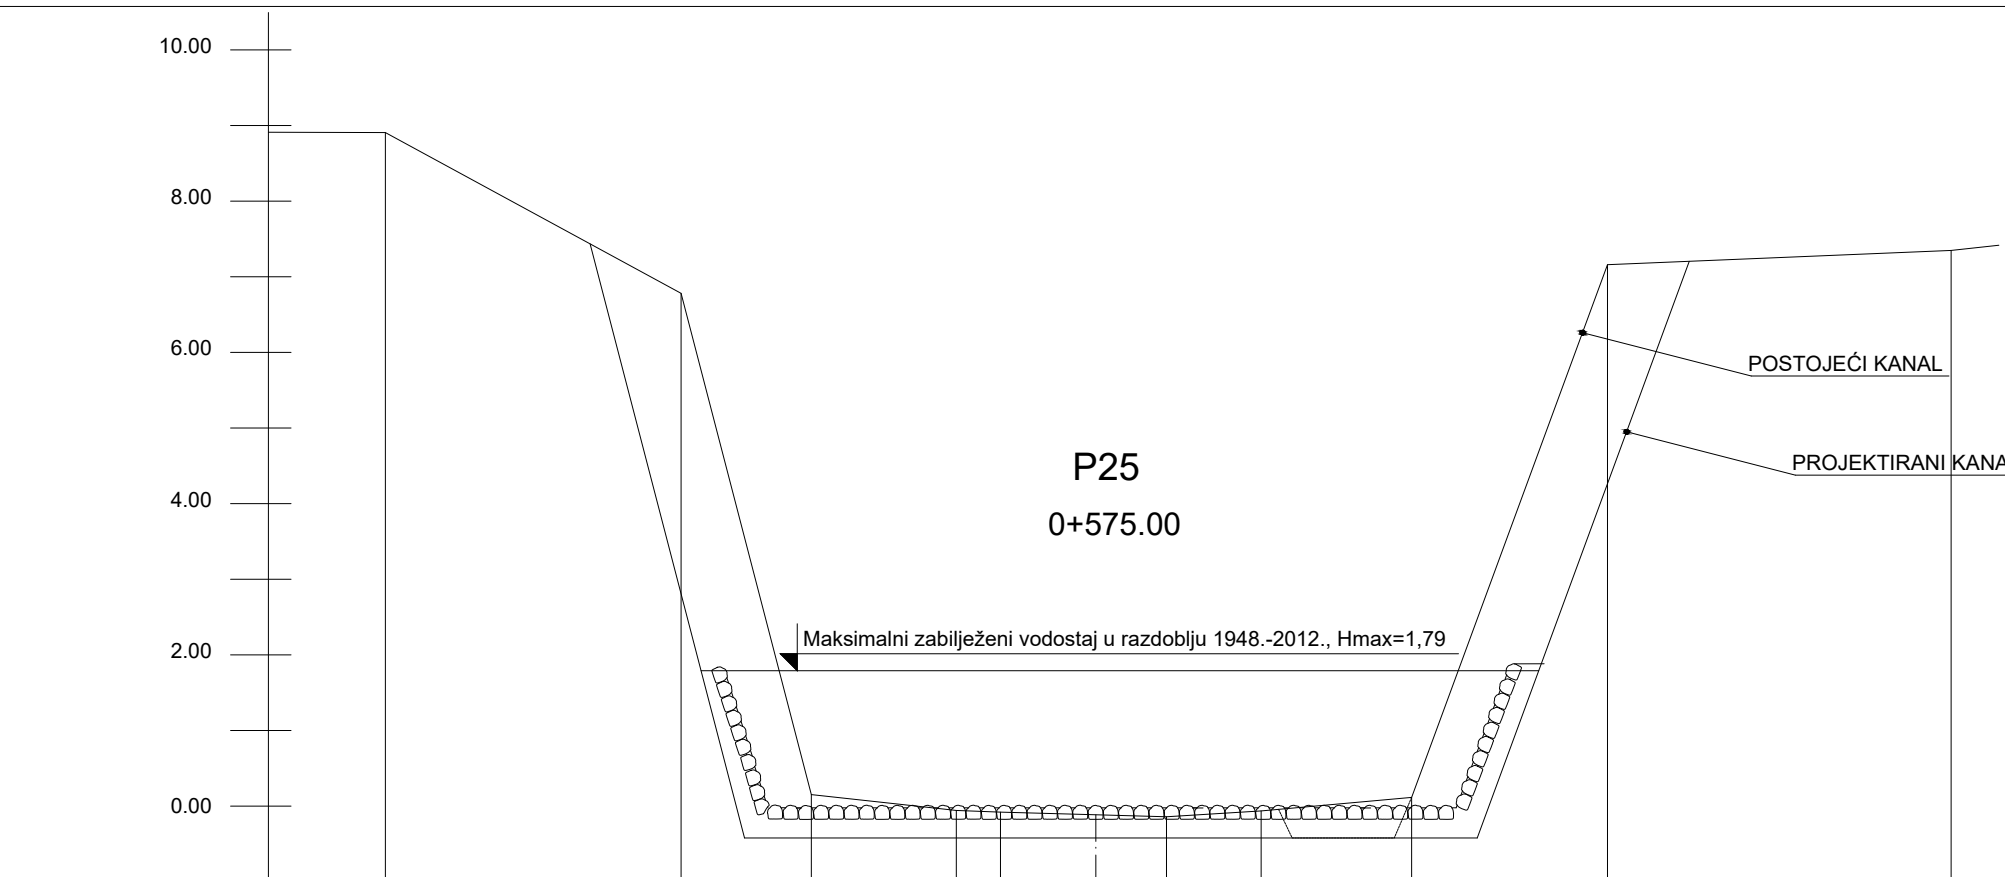 10.00
8.00
6.00
POSTOJEĆI KANAL
PROJEKTIRANI KANA
P25
4.00
0+575.00
Maksimalni zabilježeni vodostaj u razdoblju 1948.-2012., Hmax=1,79
2.00
0.00